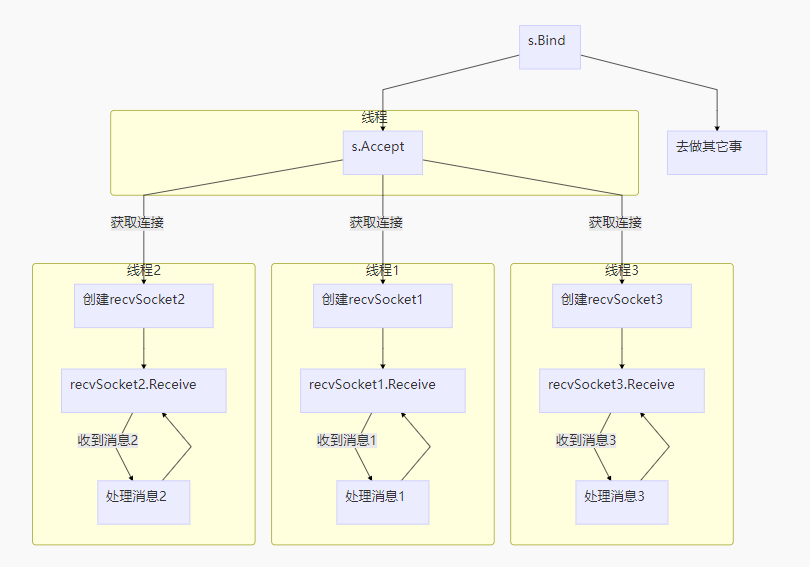 s.Bind
线程
s.Accept
去做其它事
获取连接
获取连接
获取连接
线程2
线程1
线程3
创建recvSocket2
创建recvSocket1
创建recvSocket3
recvSocket2.Receive
recvSocket1.Receive
recvSocket3.Receive
收到消息2
收到消息1
收到消息3
处理消息2
处理消息1
处理消息3